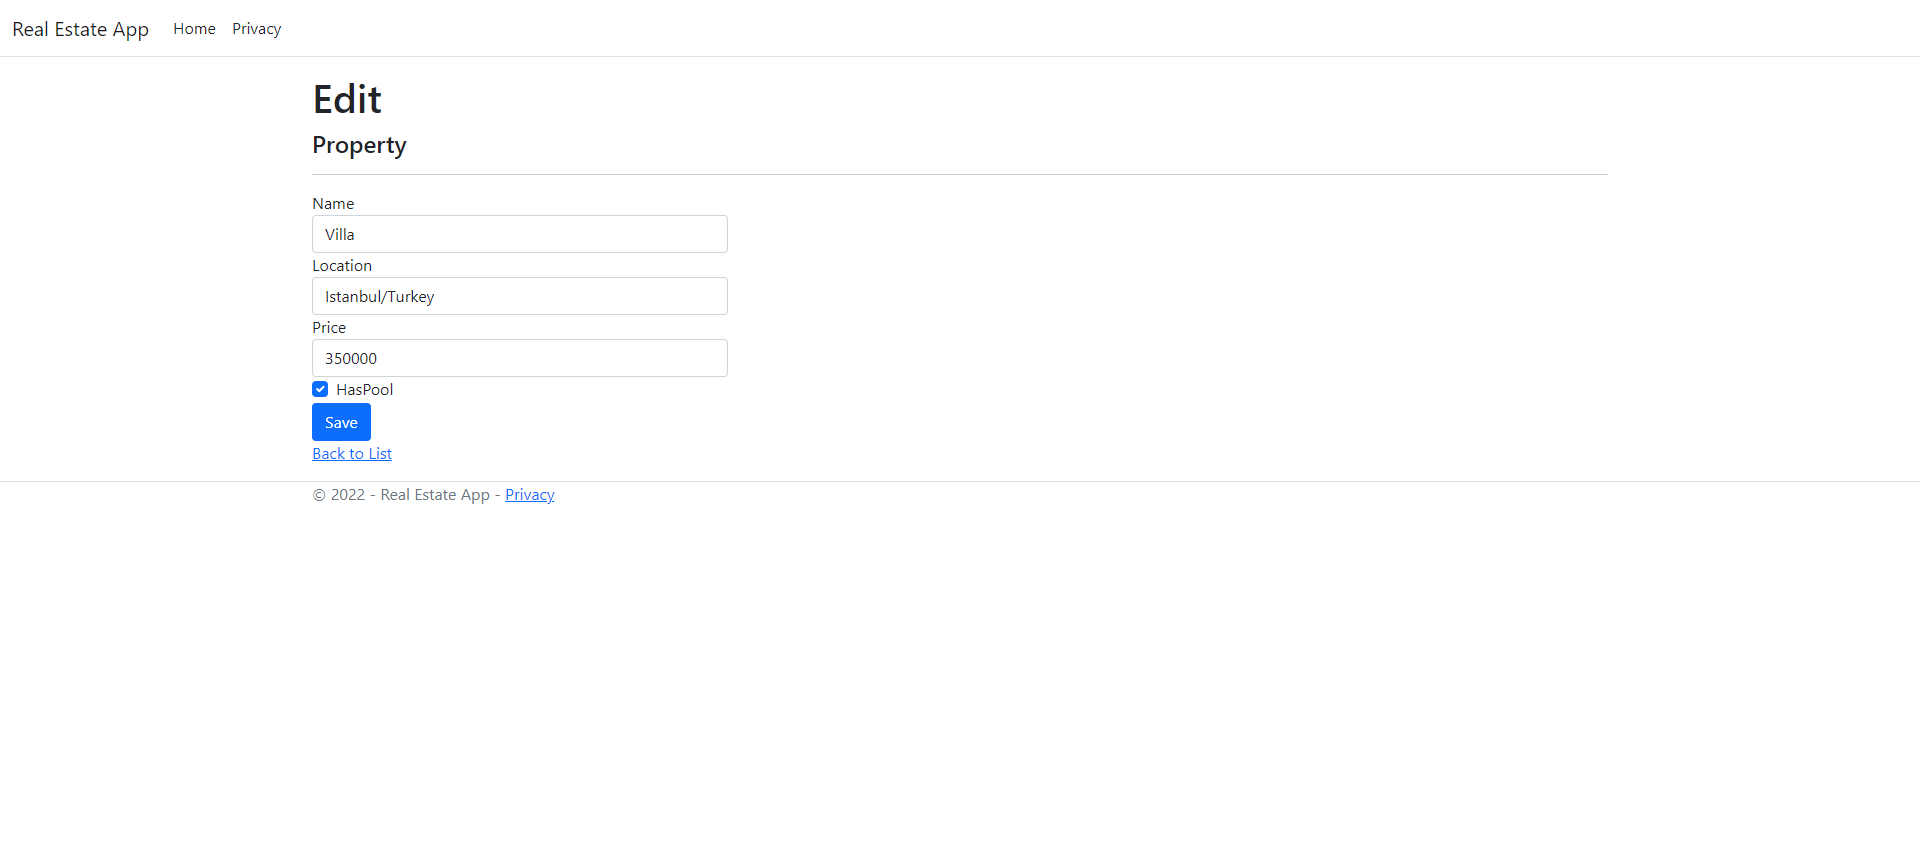 Real Estate App Home Privacy
Edit
Property
Name
Villa
Location
Istanbul/Turkey
Price
350000
HasPool
Save
Back to List
© 2022 - Real Estate App - Privacy